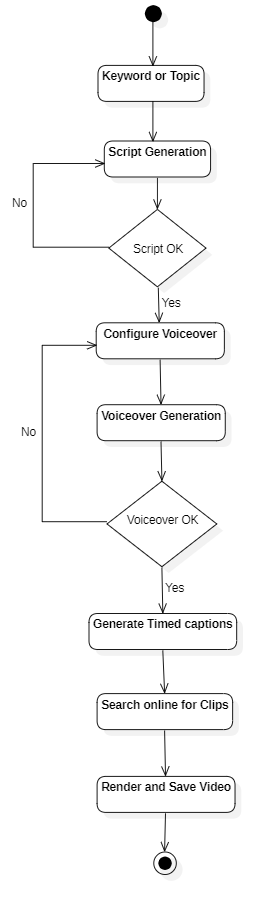 Keyword or Topic
Script Generation
No
Script OK
Yes
Configure Voiceover
Voiceover Generation
No
Voiceover OK
Yes
Generate Timed captions
Search online for Clips
Render and Save Video